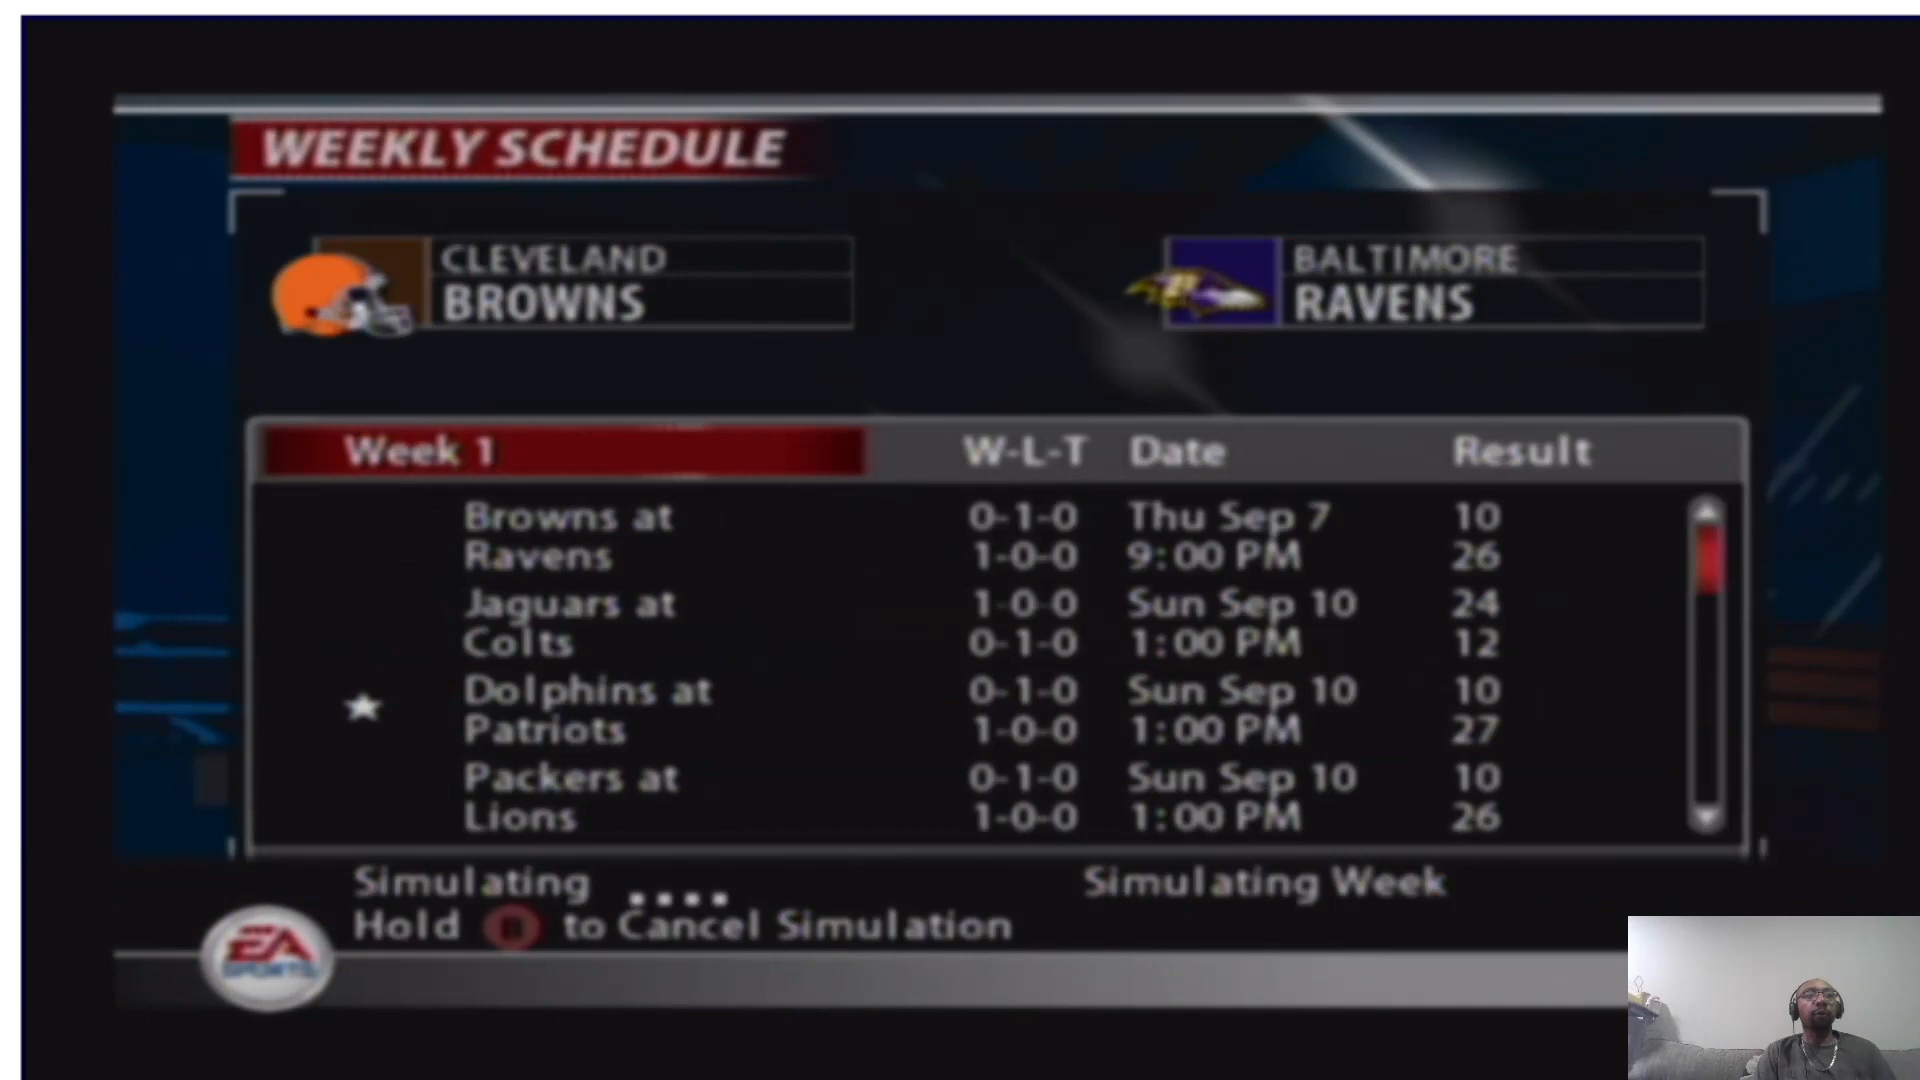 WEEKLY SCHEDULE
CLEVELAND
BROWNS
BALTIMORE
RAVENS
Week 1 W-L-T Date Result
Browns at 0-1-0 Thu Sep 7 10
Ravens 1-0-0 9:00 PM 26
Jaguars at 1-0-0 Sun Sep 10 24
Colts 0-1-0 1:00 PM 12
Dolphins at 0-1-0 Sun Sep 10 10
Patriots 1-0-0 1:00 PM 27
Packers at 0-1-0 Sun Sep 10 10
Lions 1-0-0 1:00 PM 26
Simulating .... Simulating Week
Hold B to Cancel Simulation
EA
SPORTS